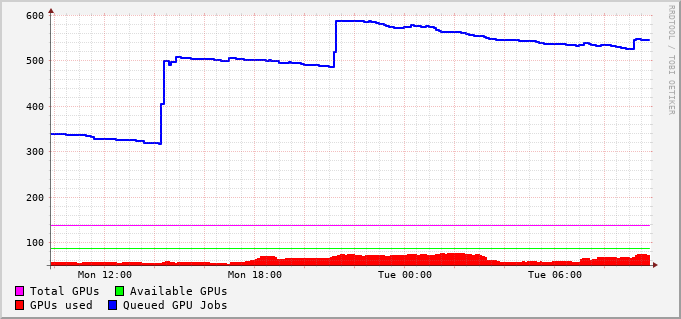 600
500
400
300
200
100
Mon 12:00 Mon 18:00 Tue 00:00 Tue 06:00
Total GPUs Available GPUs
GPUs used Queued GPU Jobs
RRDTOOL / TOBI OETIKER